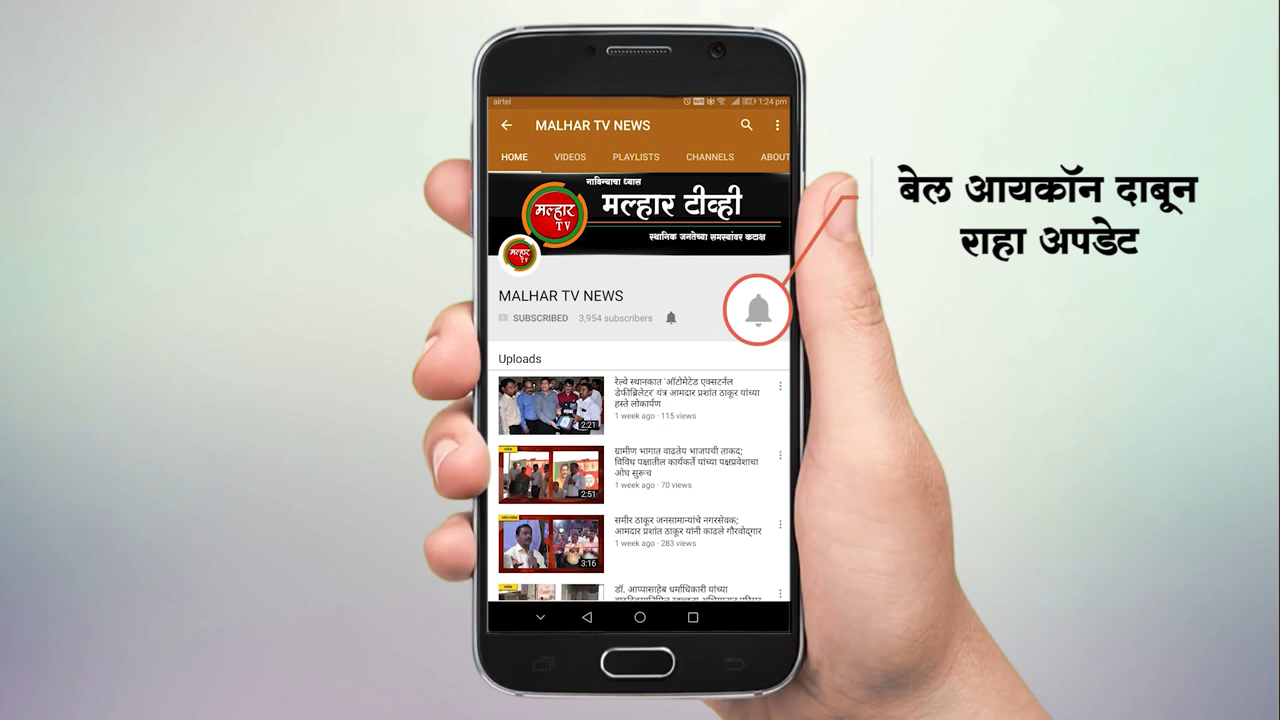 airtel
1:24 pm
MALHAR TV NEWS
HOME VIDEOS PLAYLISTS CHANNELS ABOUT
नाविन्याचा ध्यास
मल्हार टीव्ही
मल्हार
TV
स्थानिक जनतेच्या समस्यांवर कटाक्ष
मल्हार
TV
बेल आयकॉन दाबून
राहा अपडेट
MALHAR TV NEWS
SUBSCRIBED 3,954 subscribers
Uploads
रेल्वे स्थानकात 'ऑटोमेटेड एक्सटर्नल
डेफीब्रिलेटर' यंत्र आमदार प्रशांत ठाकूर यांच्या
हस्ते लोकार्पण
1 week ago · 115 views
2:21
ग्रामीण भागात वाढतेय भाजपची ताकद;
विविध पक्षातील कार्यकर्ते यांच्या पक्षप्रवेशाचा
ओघ सुरूच
1 week ago · 70 views
2:51
समीर ठाकूर जनसामान्यांचे नगरसेवक;
आमदार प्रशांत ठाकूर यांनी काढले गौरवोद्गार
1 week ago · 283 views
3:16
डॉ. आप्पासाहेब धर्माधिकारी यांच्या